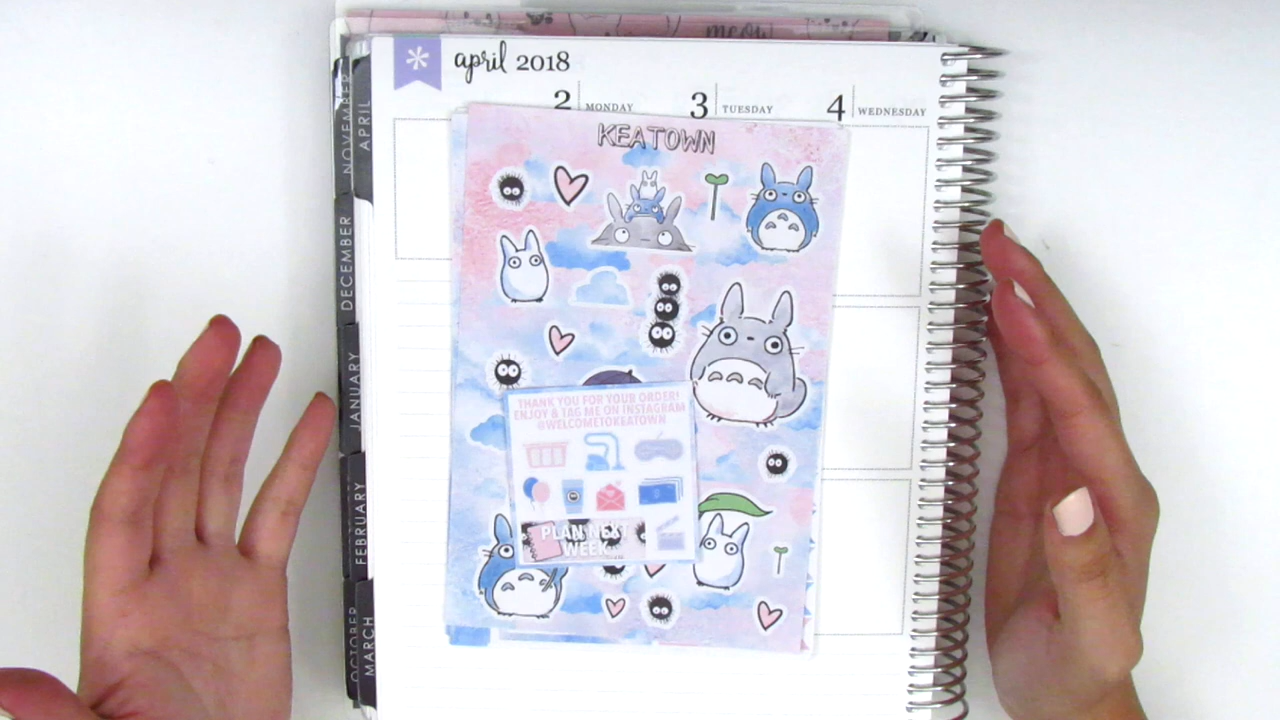 meow
april 2018
2 MONDAY 3 TUESDAY 4 WEDNESDAY
KEATOWN
THANK YOU FOR YOUR ORDER!
ENJOY & TAG ME ON INSTAGRAM
@WELCOMETOKEATOWN
PLAN NEXT
WEEK
NOVEMBER
DECEMBER
JANUARY
FEBRUARY
OCTOBER
APRIL
MARCH